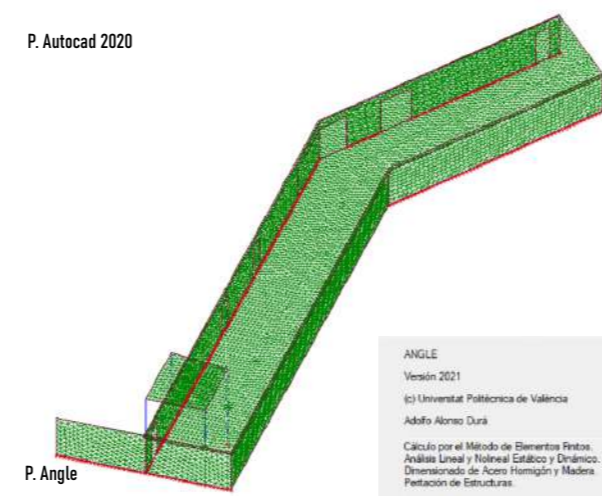 P. Autocad 2020
ANGLE
Versión 2021
(c) Universitat Politécnica de València
Adolfo Alonso Durá
Cálculo por el Método de Elementos Finitos.
Análisis Lineal y Nolineal Estático y Dinámico.
Dimensionado de Acero Hormigón y Madera.
Peritación de Estructuras.
P. Angle